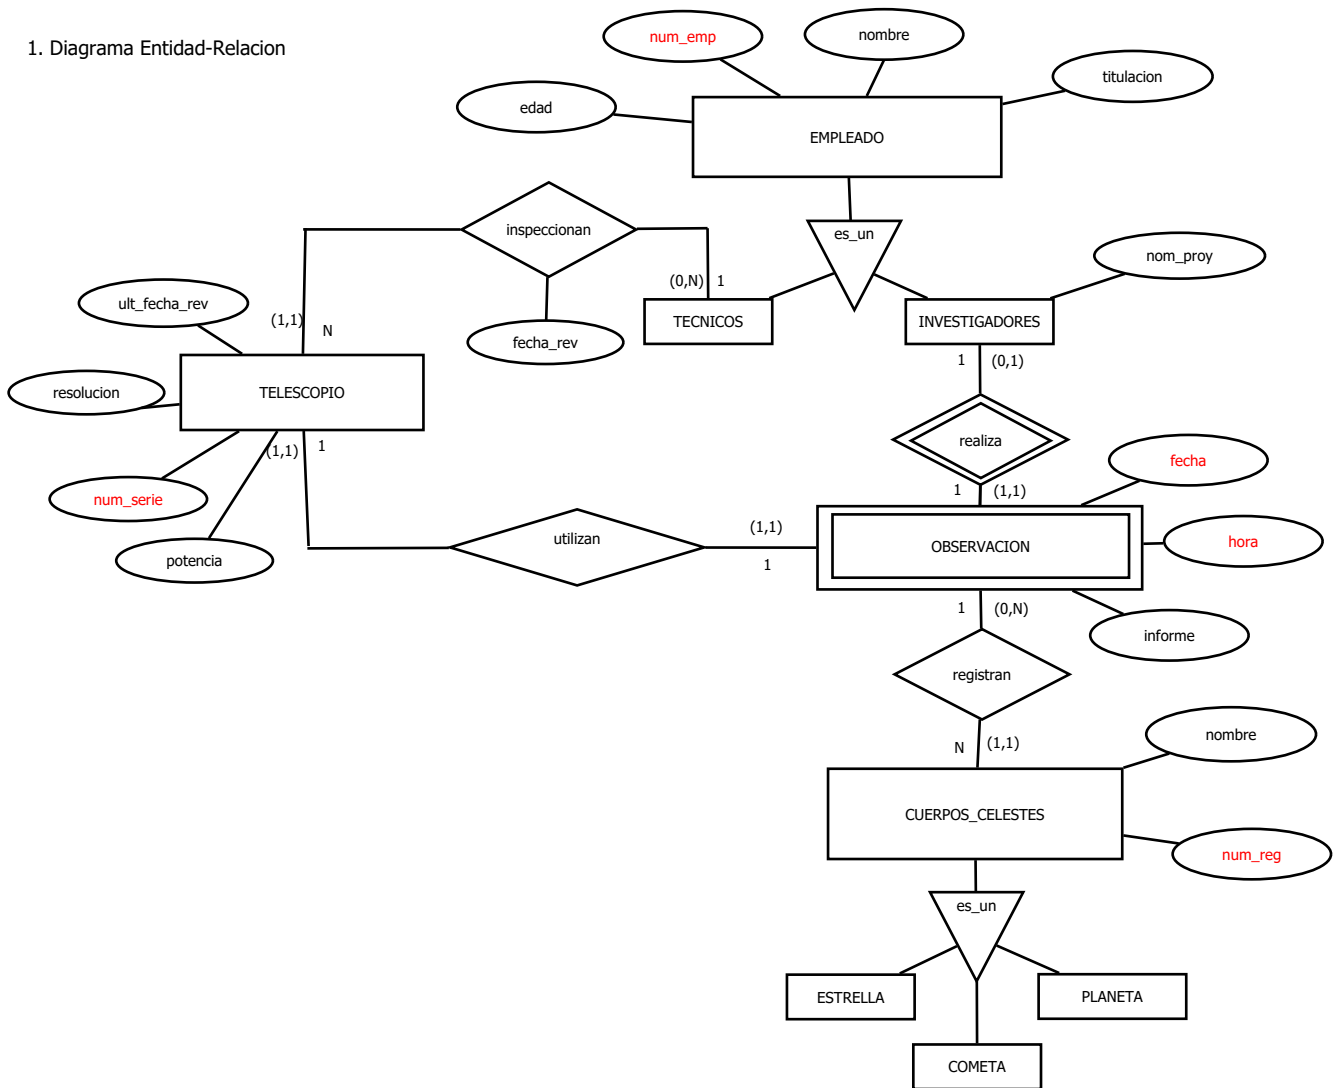 1. Diagrama Entidad-Relacion
num_emp
nombre
titulacion
edad
EMPLEADO
inspeccionan
es_un
nom_proy
ult_fecha_rev
(0,N) 1
(1,1) N
TECNICOS
INVESTIGADORES
fecha_rev
1 (0,1)
resolucion
TELESCOPIO
realiza
(1,1) 1
fecha
num_serie
1 (1,1)
(1,1)
utilizan
OBSERVACION
hora
potencia
1
1 (0,N)
informe
registran
nombre
N (1,1)
CUERPOS_CELESTES
num_reg
es_un
ESTRELLA
PLANETA
COMETA